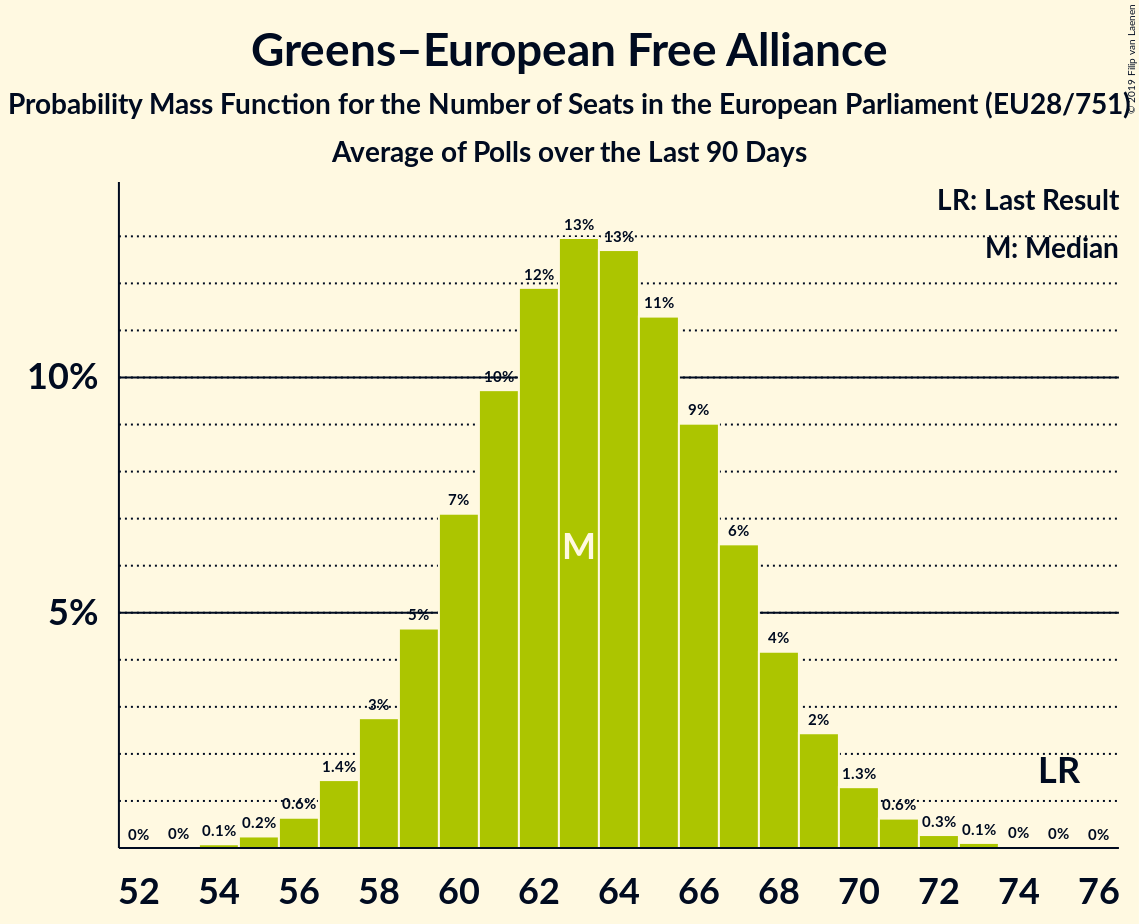 Greens–European Free Alliance
Probability Mass Function for the Number of Seats in the European Parliament (EU28/751)
Average of Polls over the Last 90 Days
© 2019 Filip van Laenen
LR: Last Result
M: Median
10%
5%
0% 0% 0.1% 0.2% 0.6% 1.4% 3% 5% 7% 10% 12% 13% 13% 11% 9% 6% 4% 2% 1.3% 0.6% 0.3% 0.1% 0% 0% 0%
M
LR
52 54 56 58 60 62 64 66 68 70 72 74 76